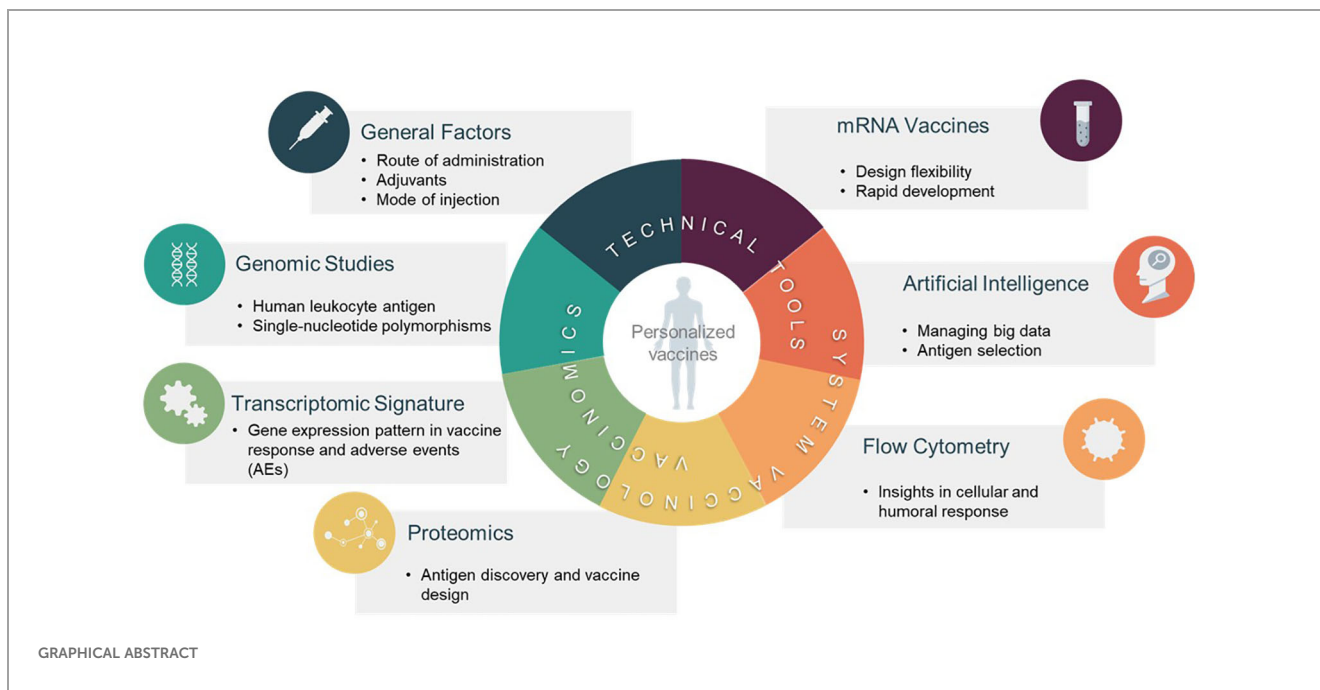 General Factors
• Route of administration
• Adjuvants
• Mode of injection
Genomic Studies
• Human leukocyte antigen
• Single-nucleotide polymorphisms
Transcriptomic Signature
• Gene expression pattern in vaccine
response and adverse events
(AEs)
Proteomics
• Antigen discovery and vaccine
design
TECHNICAL TOOLS
SYSTEM VACCINOLOGY
VACCINOMICS
Personalized
vaccines
mRNA Vaccines
• Design flexibility
• Rapid development
Artificial Intelligence
• Managing big data
• Antigen selection
Flow Cytometry
• Insights in cellular and
humoral response
GRAPHICAL ABSTRACT